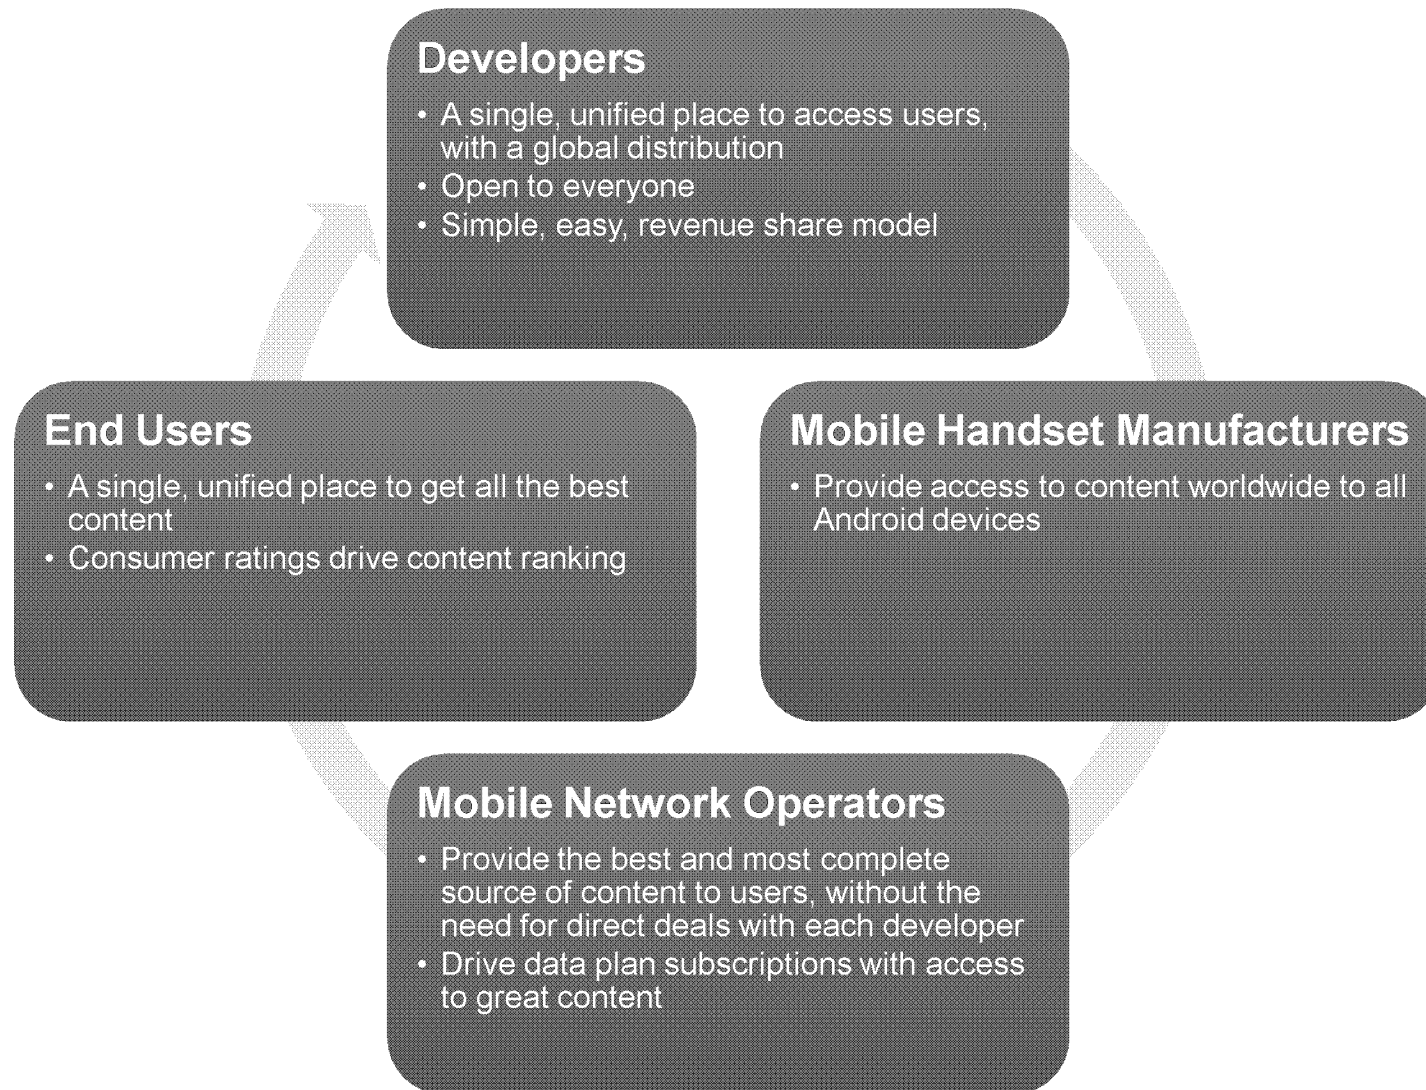 Developers
• A single, unified place to access users,
with a global distribution
• Open to everyone
• Simple, easy, revenue share model
End Users
• A single, unified place to get all the best
content
• Consumer ratings drive content ranking
Mobile Handset Manufacturers
• Provide access to content worldwide to all
Android devices
Mobile Network Operators
• Provide the best and most complete
source of content to users, without the
need for direct deals with each developer
• Drive data plan subscriptions with access
to great content